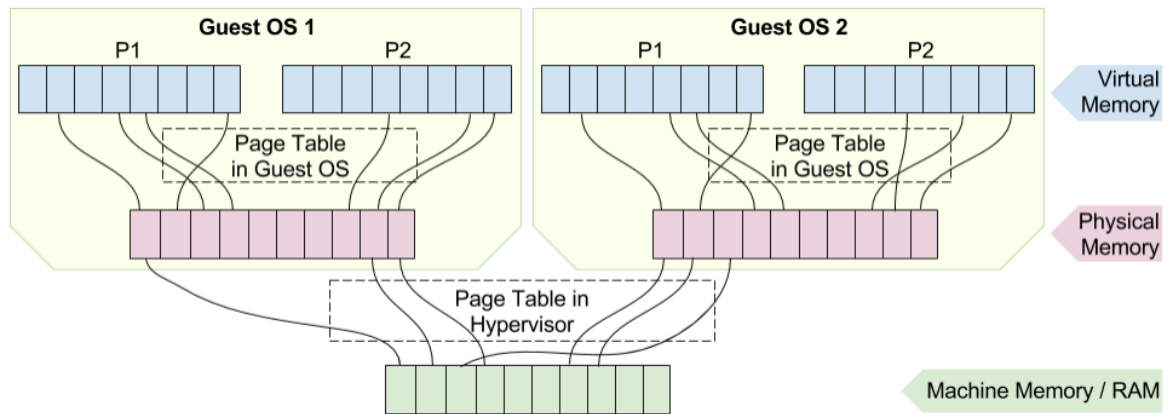 Guest OS 1
Guest OS 2
P1
P2
P1
P2
Virtual
Memory
Page Table
in Guest OS
Page Table
in Guest OS
Physical
Memory
Page Table in
Hypervisor
Machine Memory / RAM